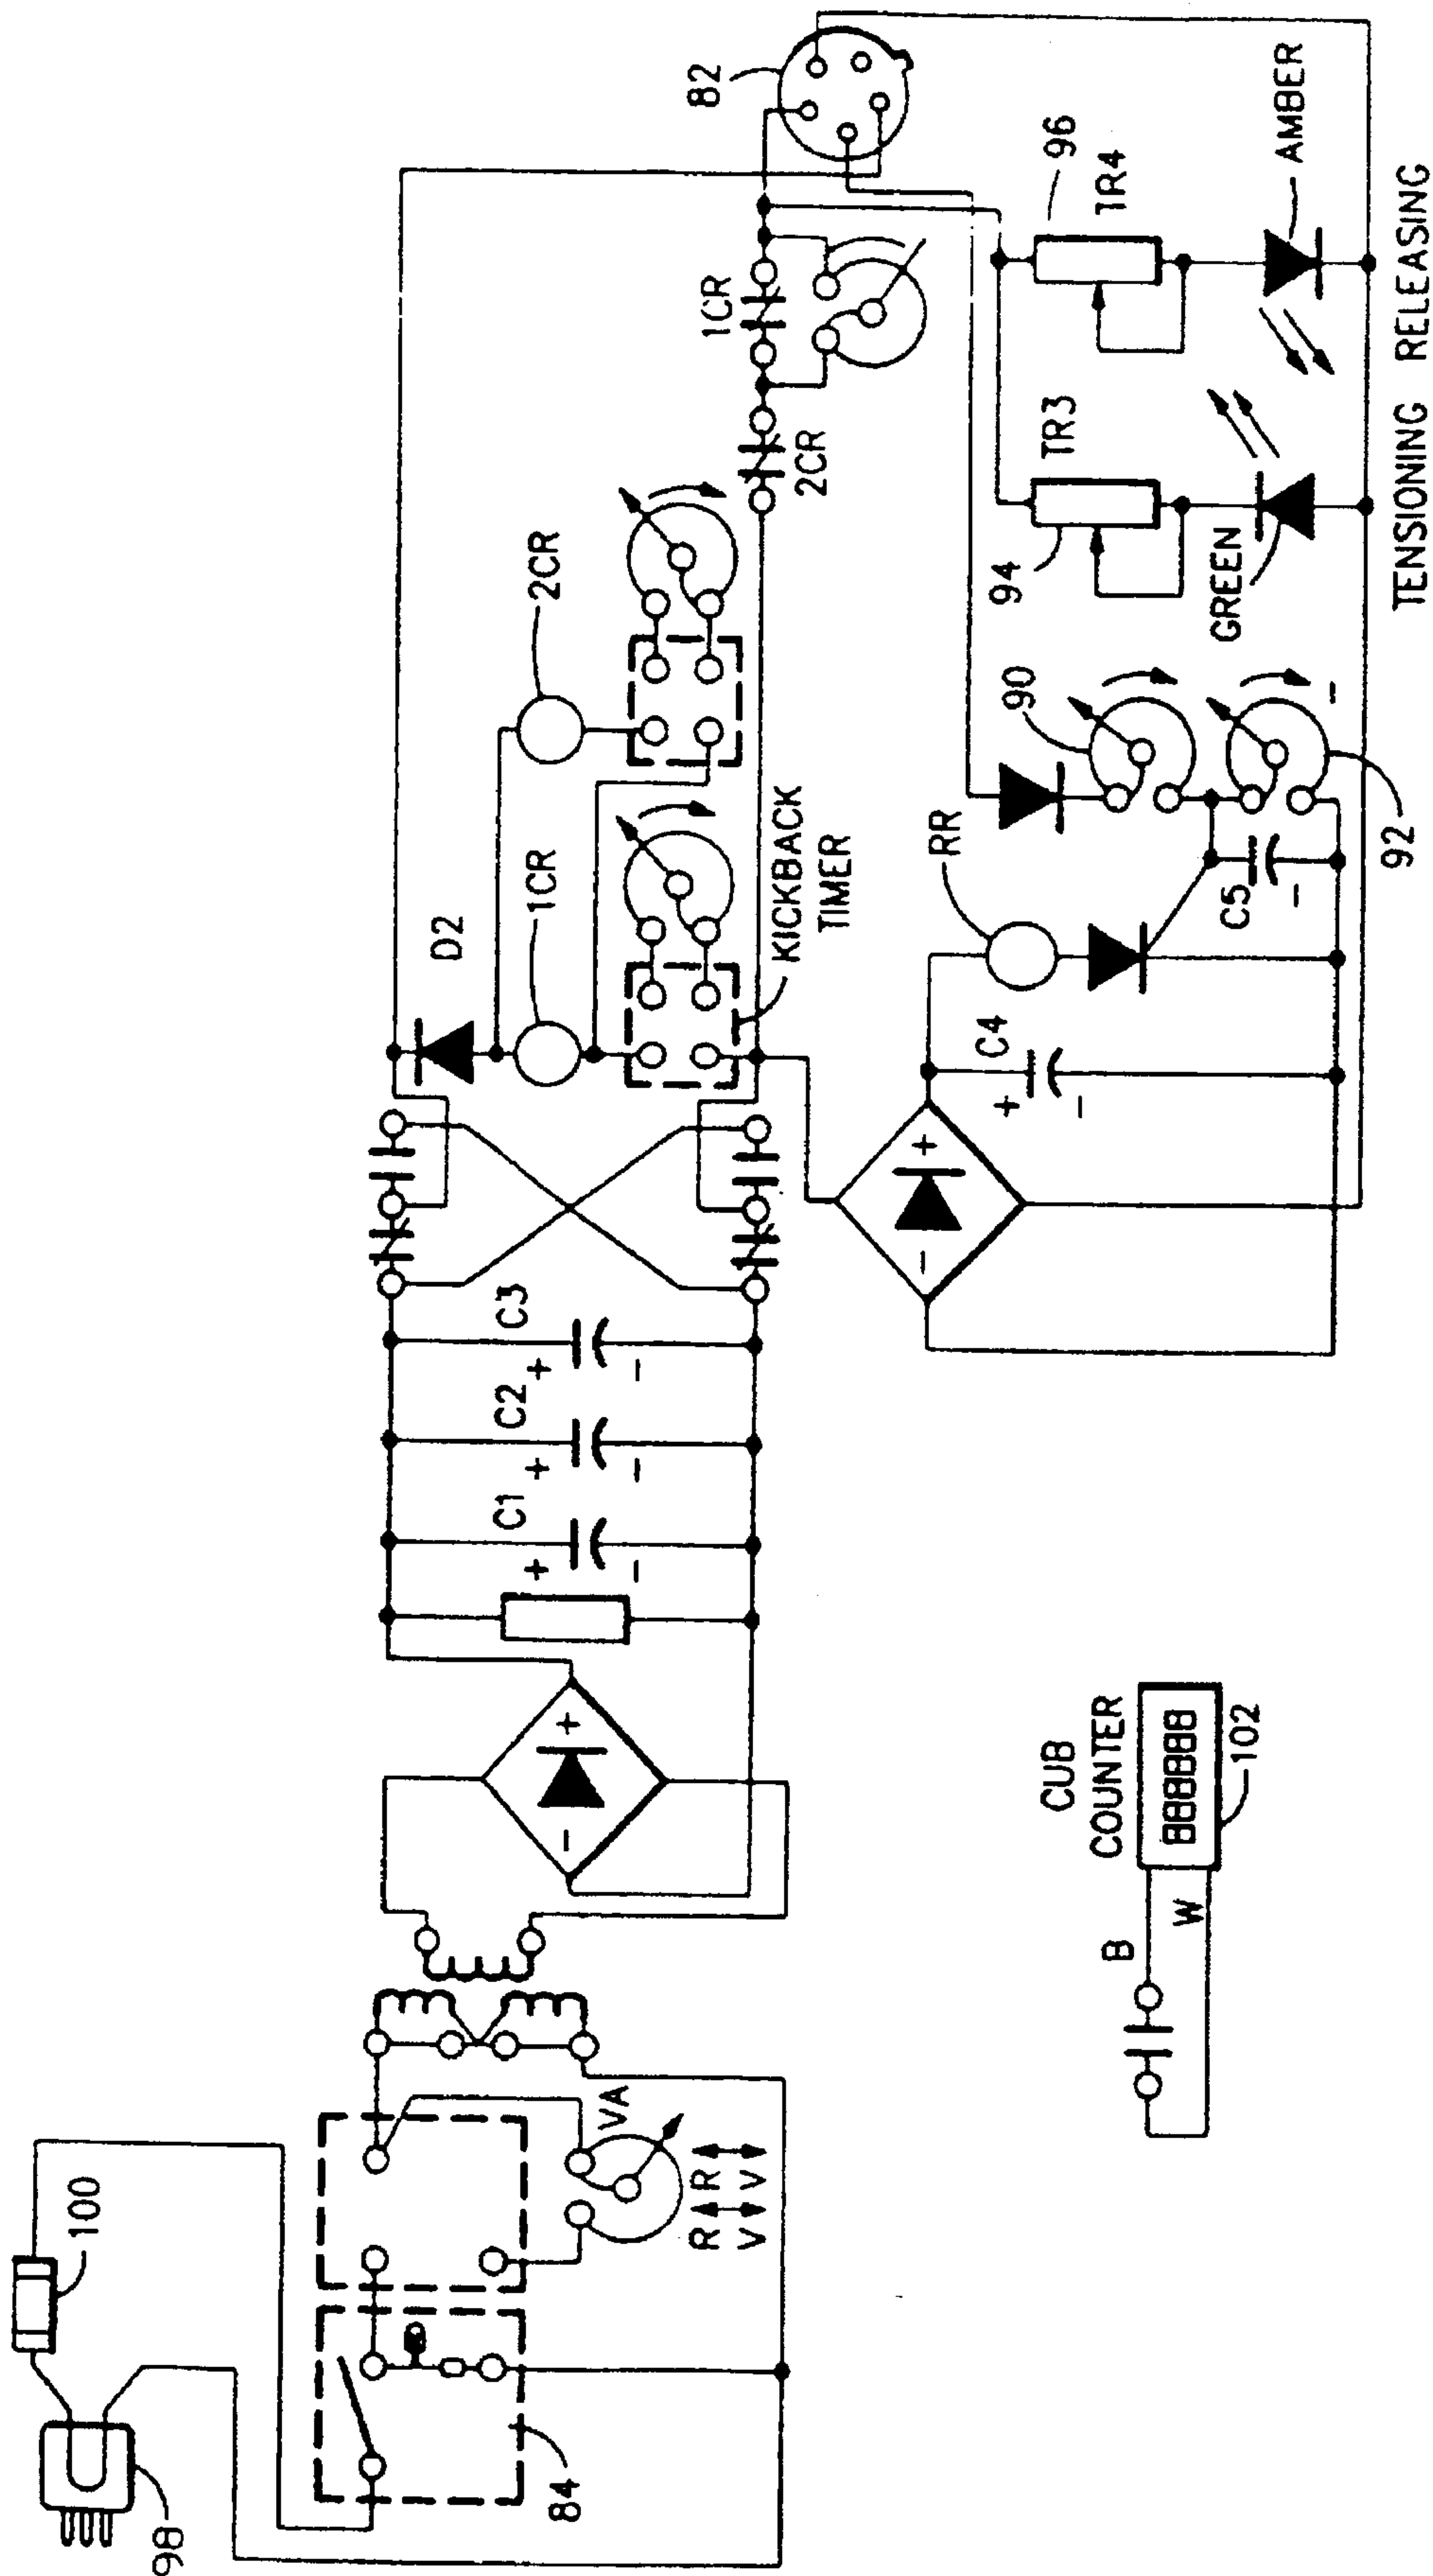 98
100
84
VA
R R
V V
C1
+
-
C2
+
-
C3
+
-
- +
D2
1CR
2CR
KICKBACK
TIMER
2CR
1CR
82
- +
C4
+
-
RR
C5
-
90
92
-
94
TR3
GREEN
96
TR4
AMBER
TENSIONING RELEASING
CUB
COUNTER
B
W
888888
102